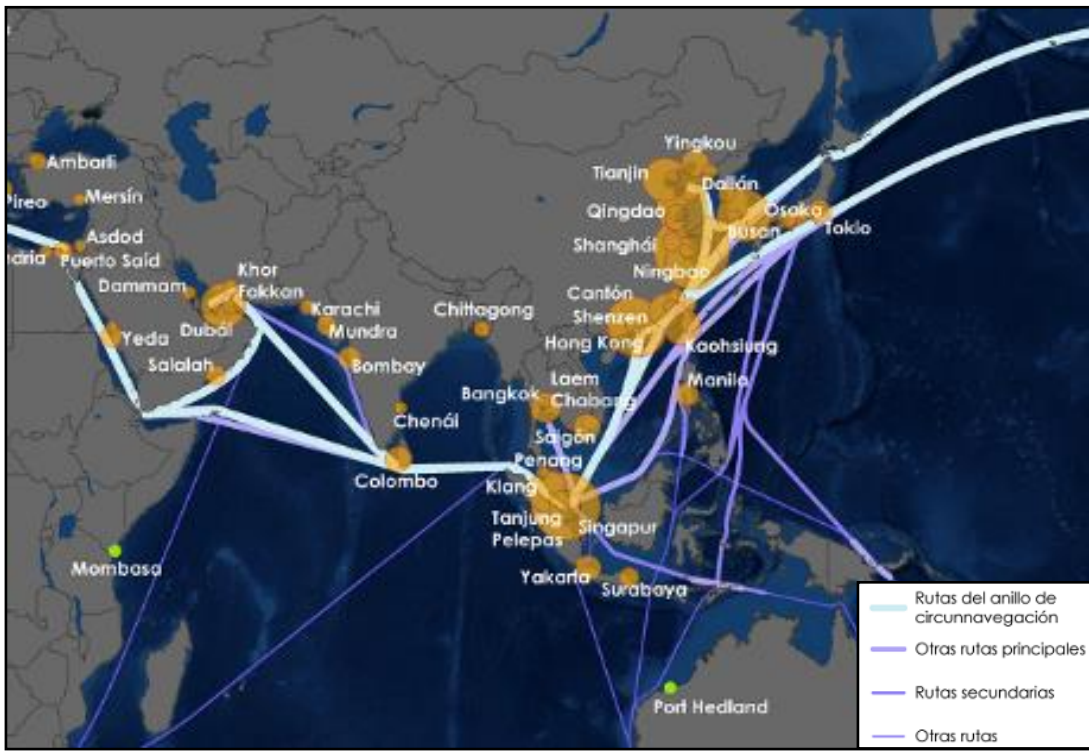 Yingkou
Ambarli
Tianjin
Dalián
Mersín
Pireo
Qingdao
Osaka
Busan
Tokio
Asdod
Shanghái
ndria
Puerto Said
Khor
Fakkan
Ningbao
Dammam
Karachi
Chittagong
Cantón
Shenzen
Dubái
Mundra
Yeda
Hong Kong
Kaohsiung
Salalah
Bombay
Laem
Chabang
Bangkok
Manila
Chenái
Saigón
Penang
Colombo
Klang
Tanjung
Pelepas
Singapur
Mombasa
Yakarta
Surabaya
Port Hedland
Rutas del anillo de
circunnavegación
Otras rutas principales
Rutas secundarias
Otras rutas